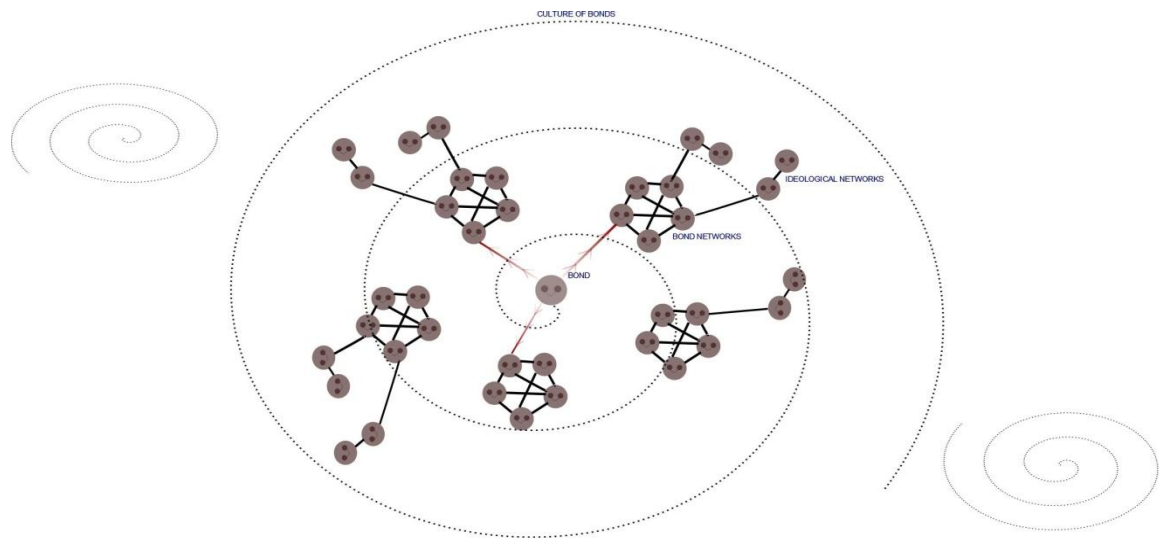 CULTURE OF BONDS
IDEOLOGICAL NETWORKS
BOND NETWORKS
BOND